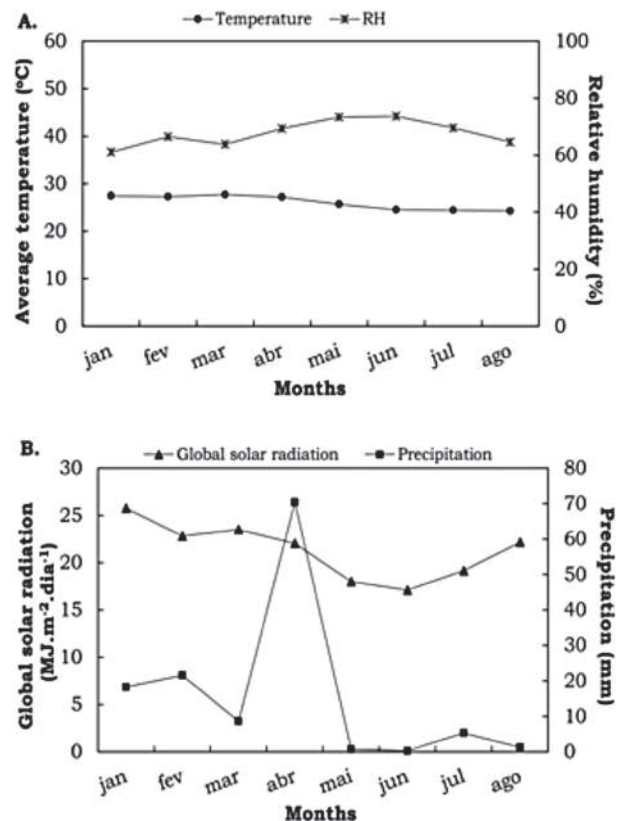 A.
Temperature RH
60
50
40
30
20
10
0
Average temperature (ºC)
100
80
60
40
20
0
Relative humidity (%)
jan fev mar abr mai jun jul ago
Months
B.
Global solar radiation Precipitation
30
25
20
15
10
5
0
Global solar radiation
(MJ.m⁻².dia⁻¹)
80
70
60
50
40
30
20
10
0
Precipitation (mm)
jan fev mar abr mai jun jul ago
Months